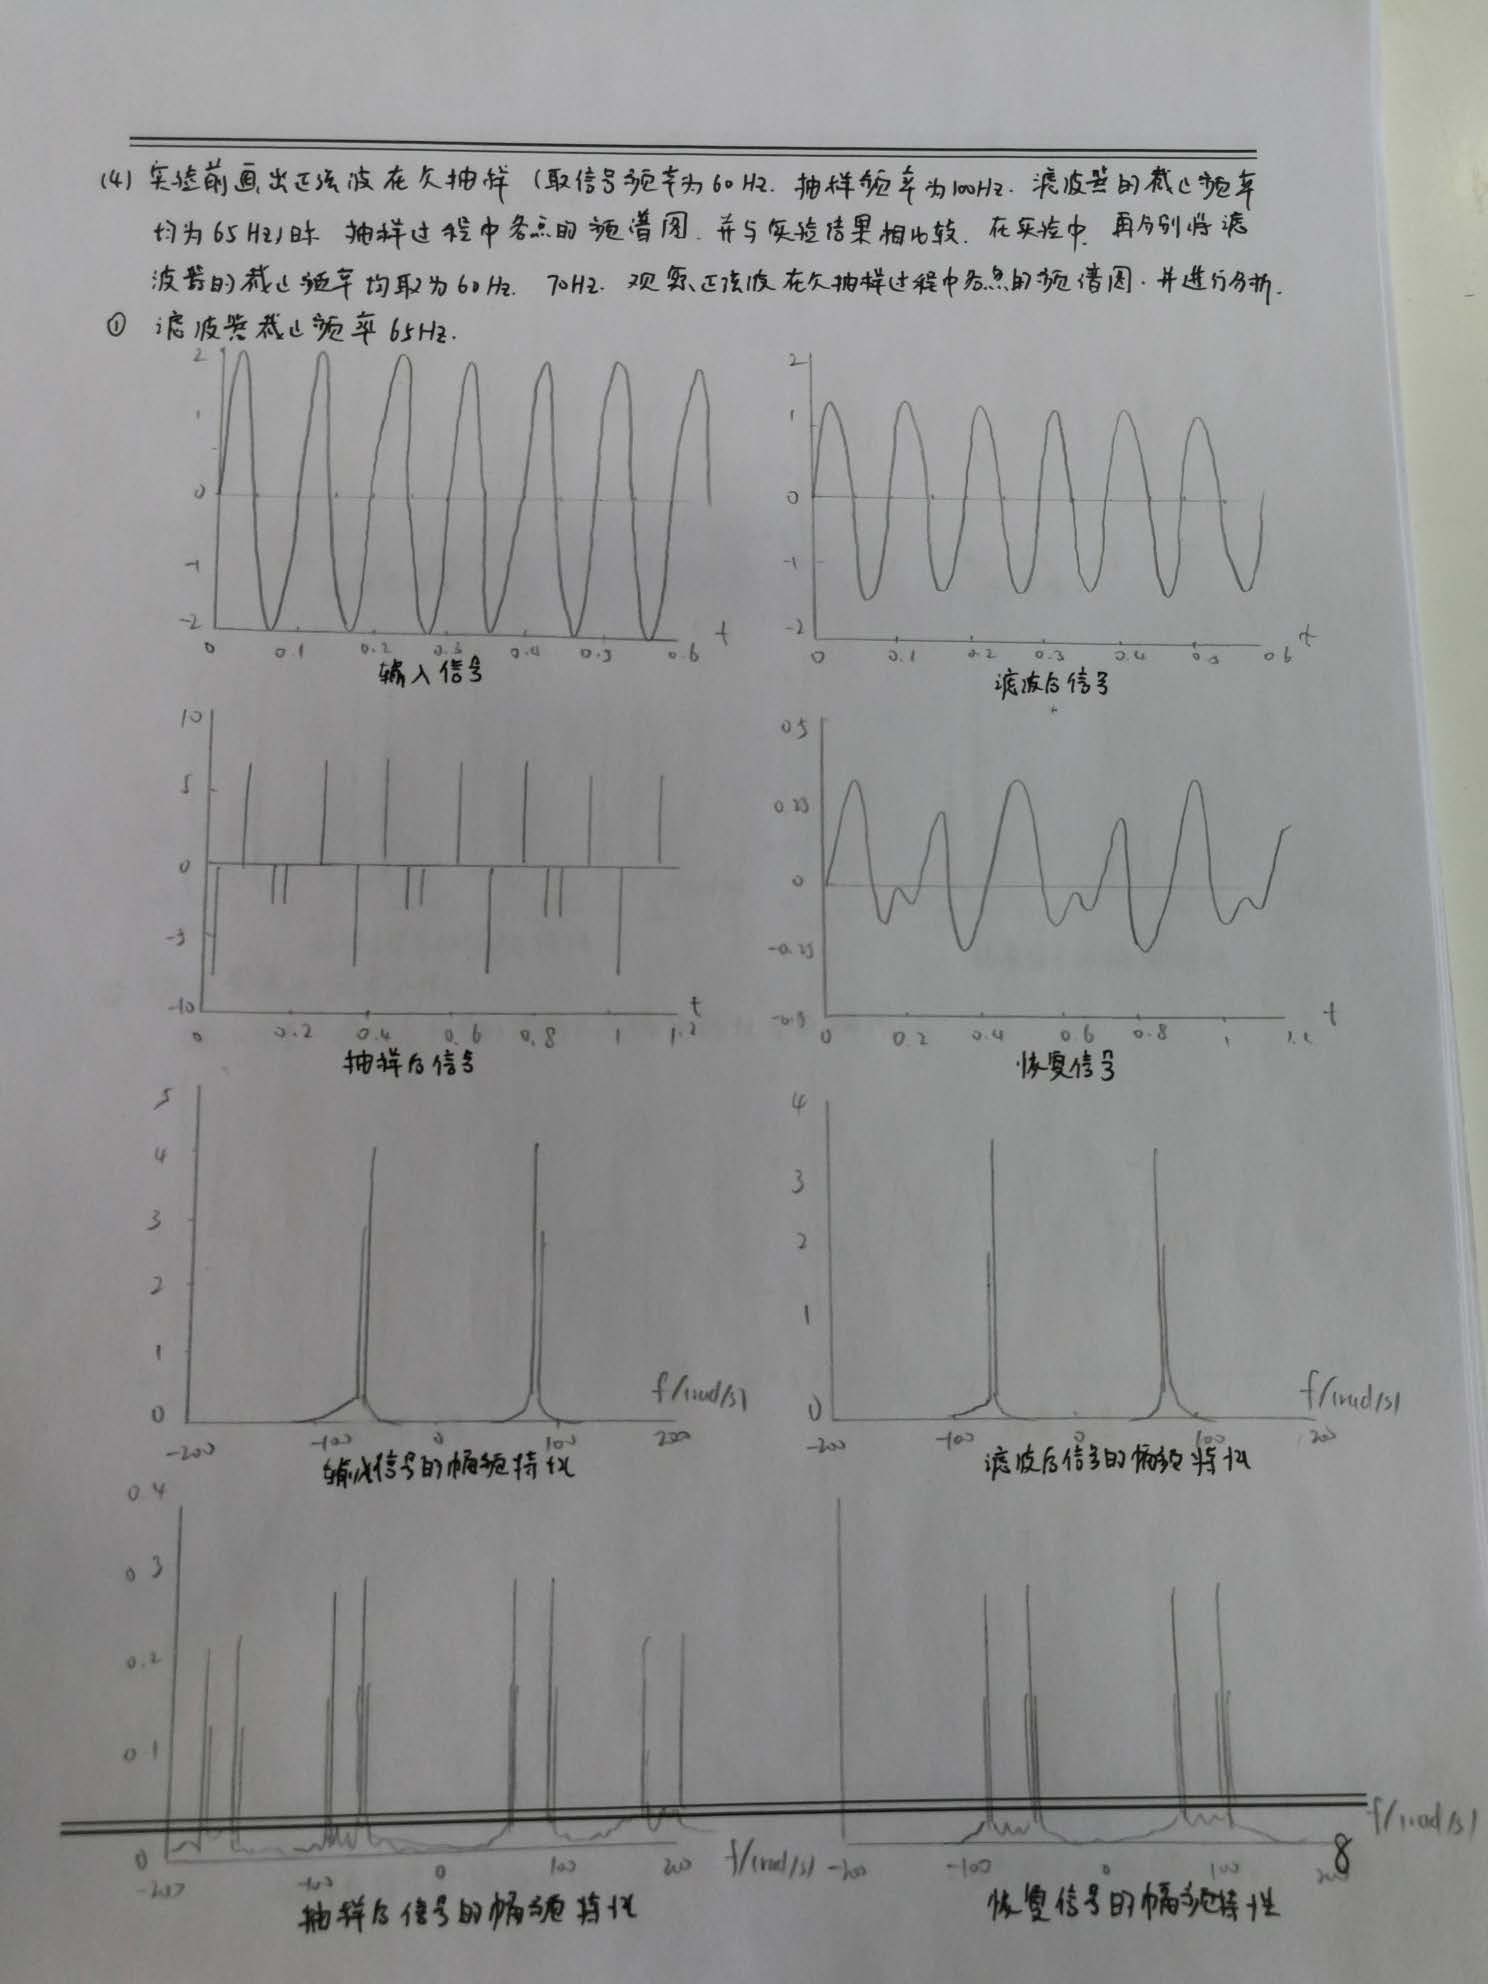 (4) 实验前画出正弦波在欠抽样 (取信号频率为60Hz. 抽样频率为100Hz. 滤波器的截止频率
均为65Hz)时 抽样过程中各点的频谱图. 并与实验结果相比较. 在实验中, 再分别将滤
波器的截止频率均取为60Hz. 70Hz. 观察正弦波在欠抽样过程中各点的频谱图. 并进行分析.
① 滤波器截止频率65Hz.
2
1
0
-1
-2
0 0.1 0.2 0.3 0.4 0.5 0.6 t
输入信号
2
1
0
-1
-2
0 0.1 0.2 0.3 0.4 0.5 0.6 t
滤波后信号
10
5
0
-5
-10
0 0.2 0.4 0.6 0.8 1 1.2 t
抽样后信号
0.5
0.25
0
-0.25
-0.5
0 0.2 0.4 0.6 0.8 1 t
恢复信号
5
4
3
2
1
0
-200 -100 0 100 200 f/(rad/s)
输入信号的幅频特性
4
3
2
1
0
-200 -100 0 100 200 f/(rad/s)
滤波后信号的幅频特性
0.4
0.3
0.2
0.1
0
-200 -100 0 100 200 f/(rad/s)
抽样后信号的幅频特性
-200 -100 0 100 200 f/(rad/s)
恢复信号的幅频特性
8